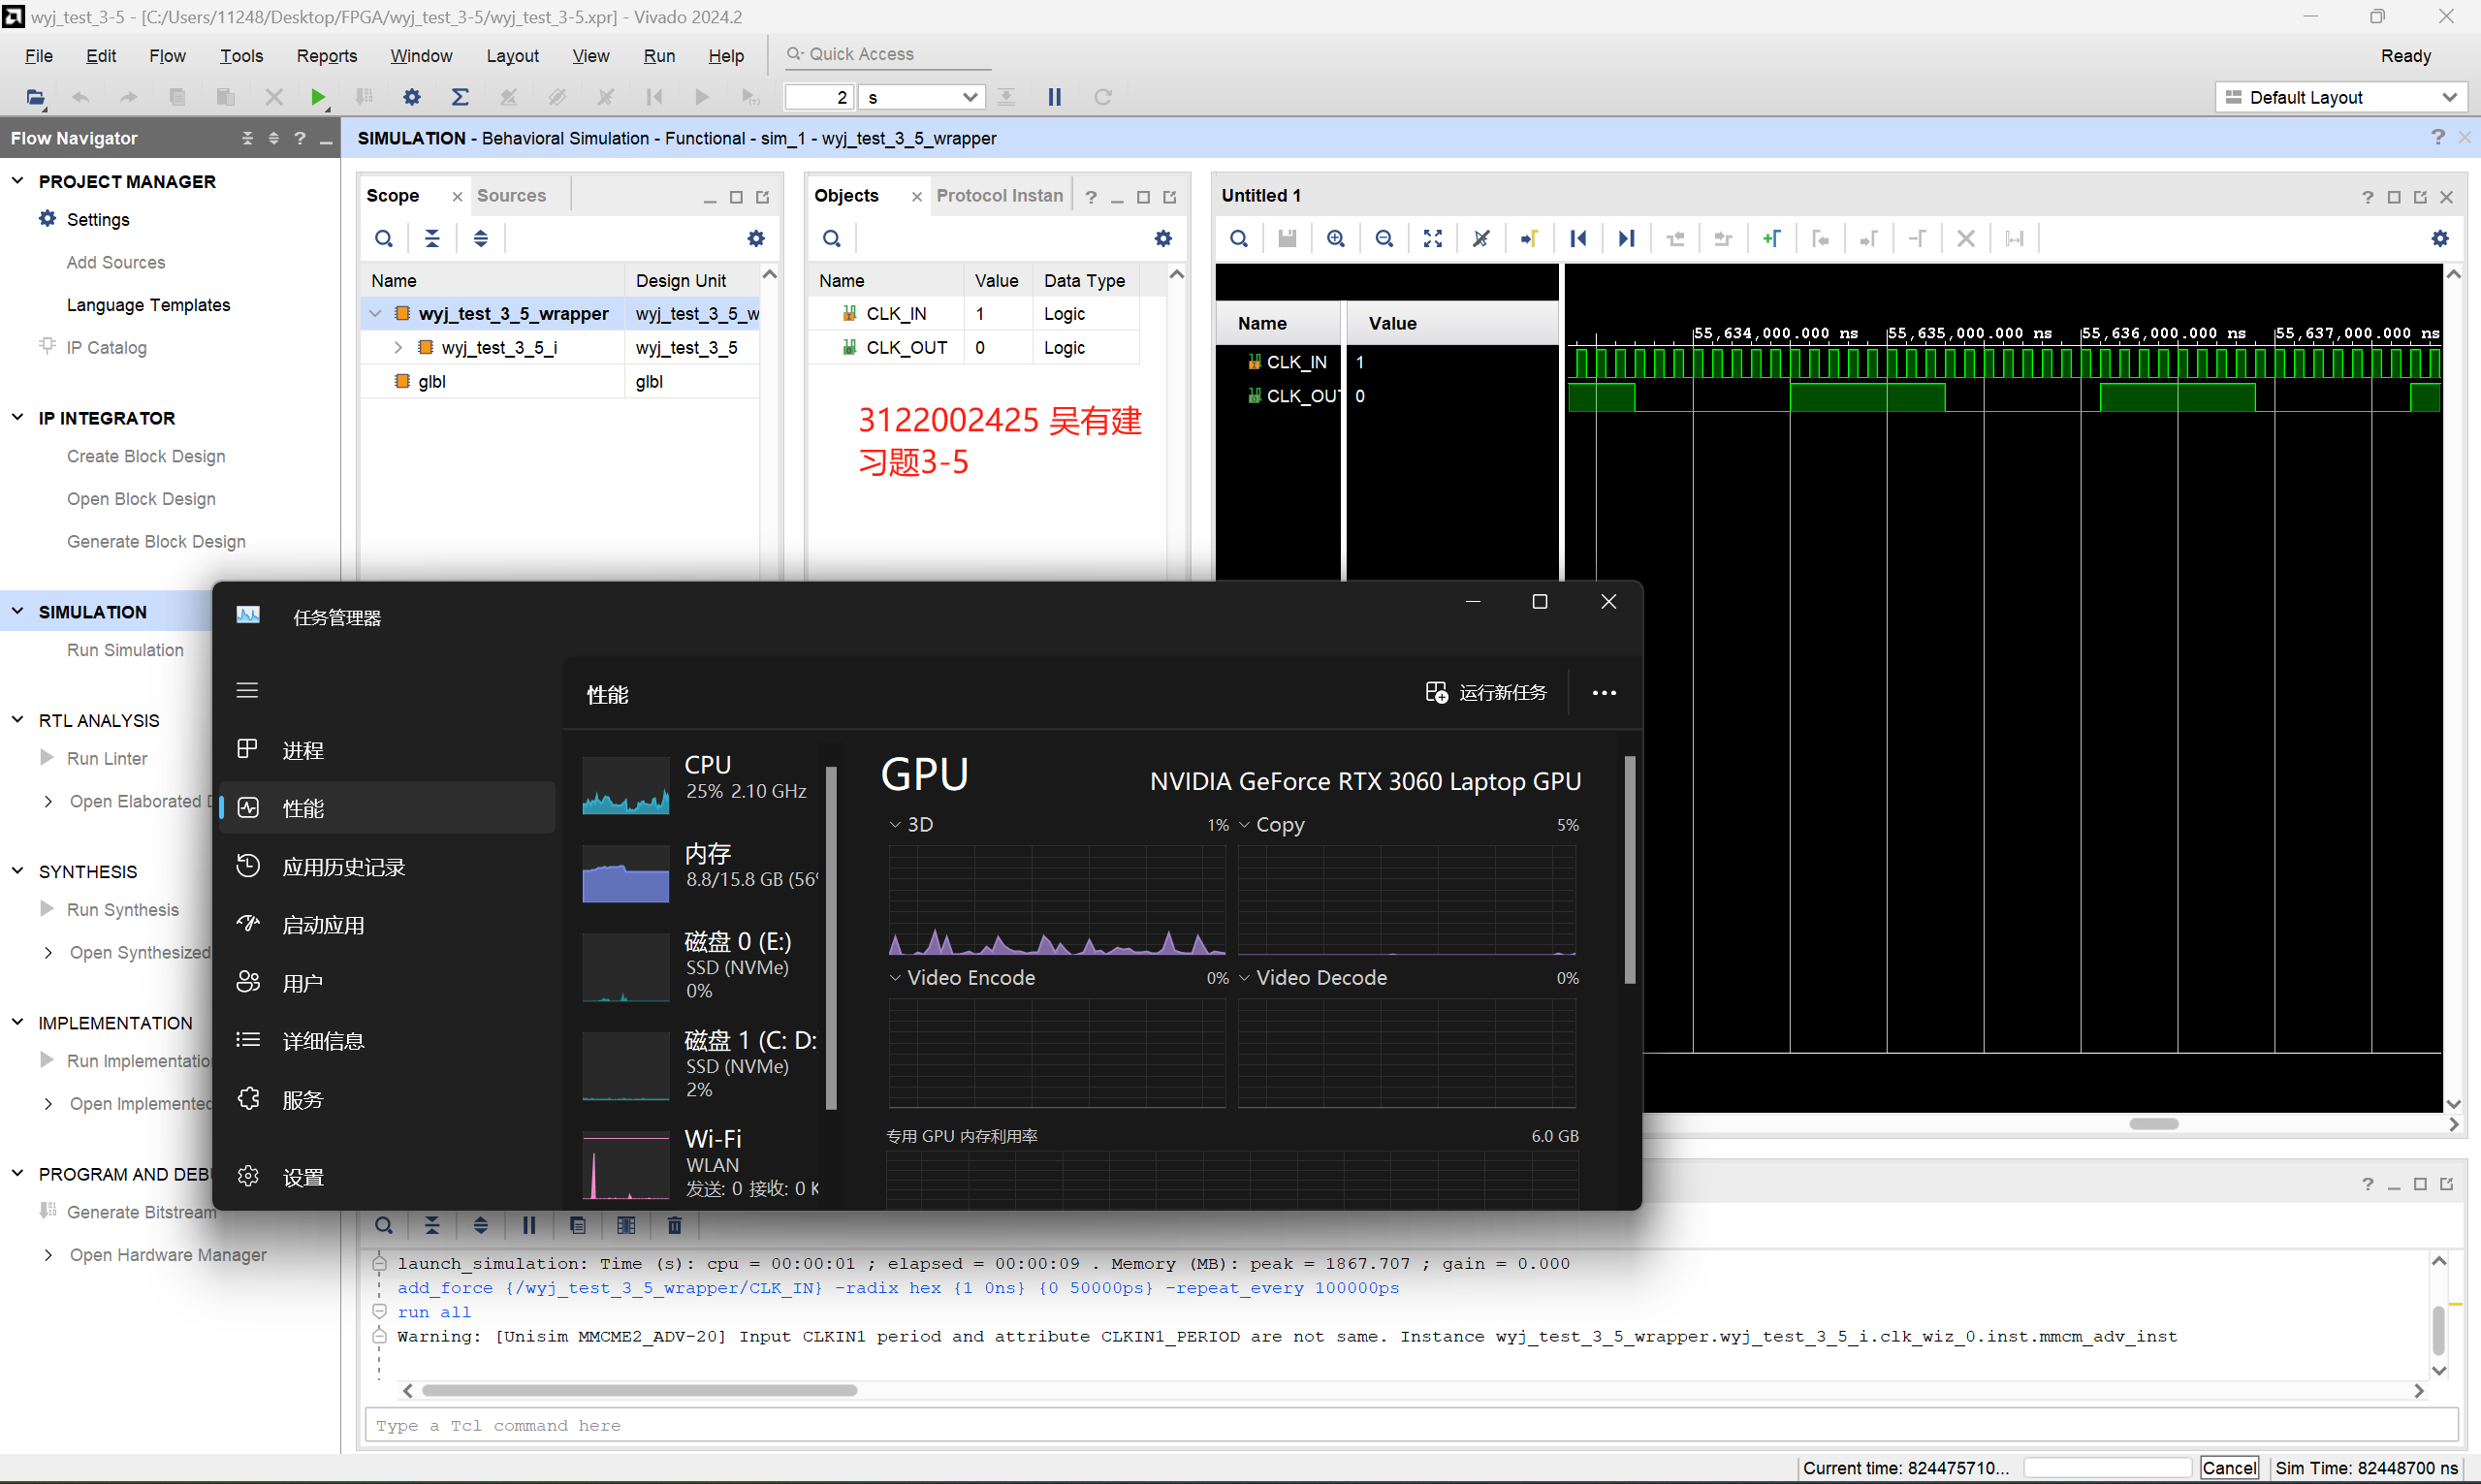 wyj_test_3-5 - [C:/Users/11248/Desktop/FPGA/wyj_test_3-5/wyj_test_3-5.xpr] - Vivado 2024.2
File Edit Flow Tools Reports Window Layout View Run Help Quick Access Ready
2 s Default Layout
Flow Navigator
SIMULATION - Behavioral Simulation - Functional - sim_1 - wyj_test_3_5_wrapper
PROJECT MANAGER
Settings
Add Sources
Language Templates
IP Catalog
IP INTEGRATOR
Create Block Design
Open Block Design
Generate Block Design
SIMULATION
Run Simulation
RTL ANALYSIS
Run Linter
Open Elaborated D
SYNTHESIS
Run Synthesis
Open Synthesized
IMPLEMENTATION
Run Implementatio
Open Implemented
PROGRAM AND DEBU
Generate Bitstream
Open Hardware Manager
Scope Sources
Name Design Unit
wyj_test_3_5_wrapper wyj_test_3_5_w
wyj_test_3_5_i wyj_test_3_5
glbl glbl
Objects Protocol Instan
Name Value Data Type
CLK_IN 1 Logic
CLK_OUT 0 Logic
3122002425 吴有建
习题3-5
Untitled 1
Name Value
CLK_IN 1
CLK_OUT 0
55,634,000.000 ns 55,635,000.000 ns 55,636,000.000 ns 55,637,000.000 ns
任务管理器
性能 运行新任务
进程
性能
应用历史记录
启动应用
用户
详细信息
服务
设置
CPU
25% 2.10 GHz
内存
8.8/15.8 GB (56%
磁盘 0 (E:)
SSD (NVMe)
0%
磁盘 1 (C: D:
SSD (NVMe)
2%
Wi-Fi
WLAN
发送: 0 接收: 0 K
GPU NVIDIA GeForce RTX 3060 Laptop GPU
3D 1% Copy 5%
Video Encode 0% Video Decode 0%
专用 GPU 内存利用率 6.0 GB
launch_simulation: Time (s): cpu = 00:00:01 ; elapsed = 00:00:09 . Memory (MB): peak = 1867.707 ; gain = 0.000
add_force {/wyj_test_3_5_wrapper/CLK_IN} -radix hex {1 0ns} {0 50000ps} -repeat_every 100000ps
run all
Warning: [Unisim MMCME2_ADV-20] Input CLKIN1 period and attribute CLKIN1_PERIOD are not same. Instance wyj_test_3_5_wrapper.wyj_test_3_5_i.clk_wiz_0.inst.mmcm_adv_inst
Type a Tcl command here
Current time: 824475710... Cancel Sim Time: 82448700 ns